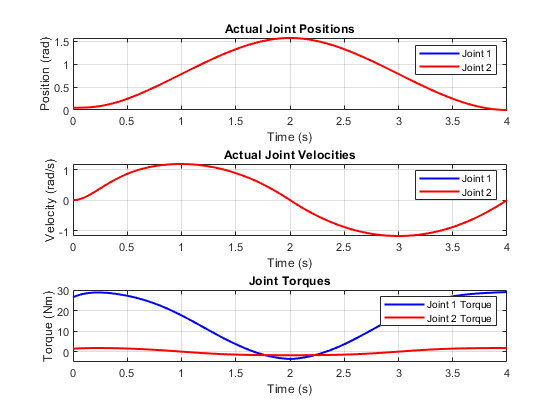 Actual Joint Positions
Position (rad)
1.5
1
0.5
0
Joint 1
Joint 2
0 0.5 1 1.5 2 2.5 3 3.5 4
Time (s)
Actual Joint Velocities
Velocity (rad/s)
1
0
-1
Joint 1
Joint 2
0 0.5 1 1.5 2 2.5 3 3.5 4
Time (s)
Joint Torques
Torque (Nm)
30
20
10
0
Joint 1 Torque
Joint 2 Torque
0 0.5 1 1.5 2 2.5 3 3.5 4
Time (s)